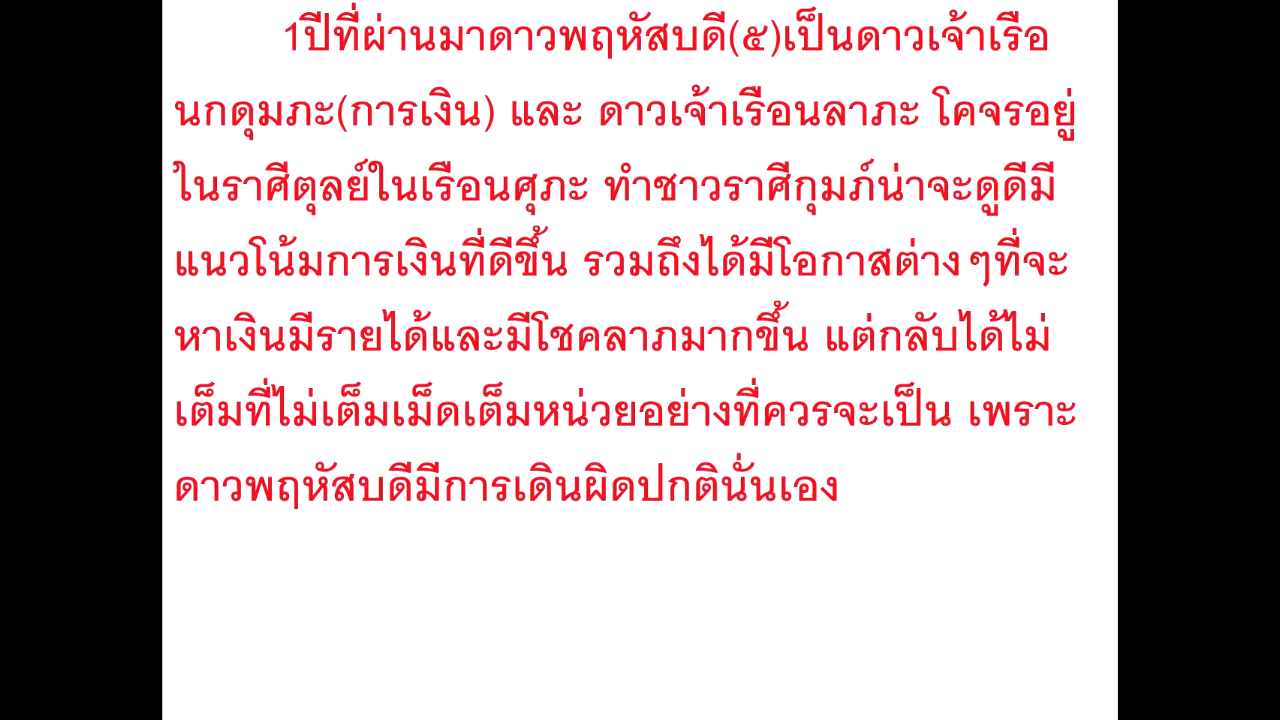 1ปีที่ผ่านมาดาวพฤหัสบดี(๕)เป็นดาวเจ้าเรือ
นกดุมภะ(การเงิน) และ ดาวเจ้าเรือนลาภะ โคจรอยู่
ในราศีตุลย์ในเรือนศุภะ ทำชาวราศีกุมภ์น่าจะดูดีมี
แนวโน้มการเงินที่ดีขึ้น รวมถึงได้มีโอกาสต่างๆที่จะ
หาเงินมีรายได้และมีโชคลาภมากขึ้น แต่กลับได้ไม่
เต็มที่ไม่เต็มเม็ดเต็มหน่วยอย่างที่ควรจะเป็น เพราะ
ดาวพฤหัสบดีมีการเดินผิดปกตินั่นเอง